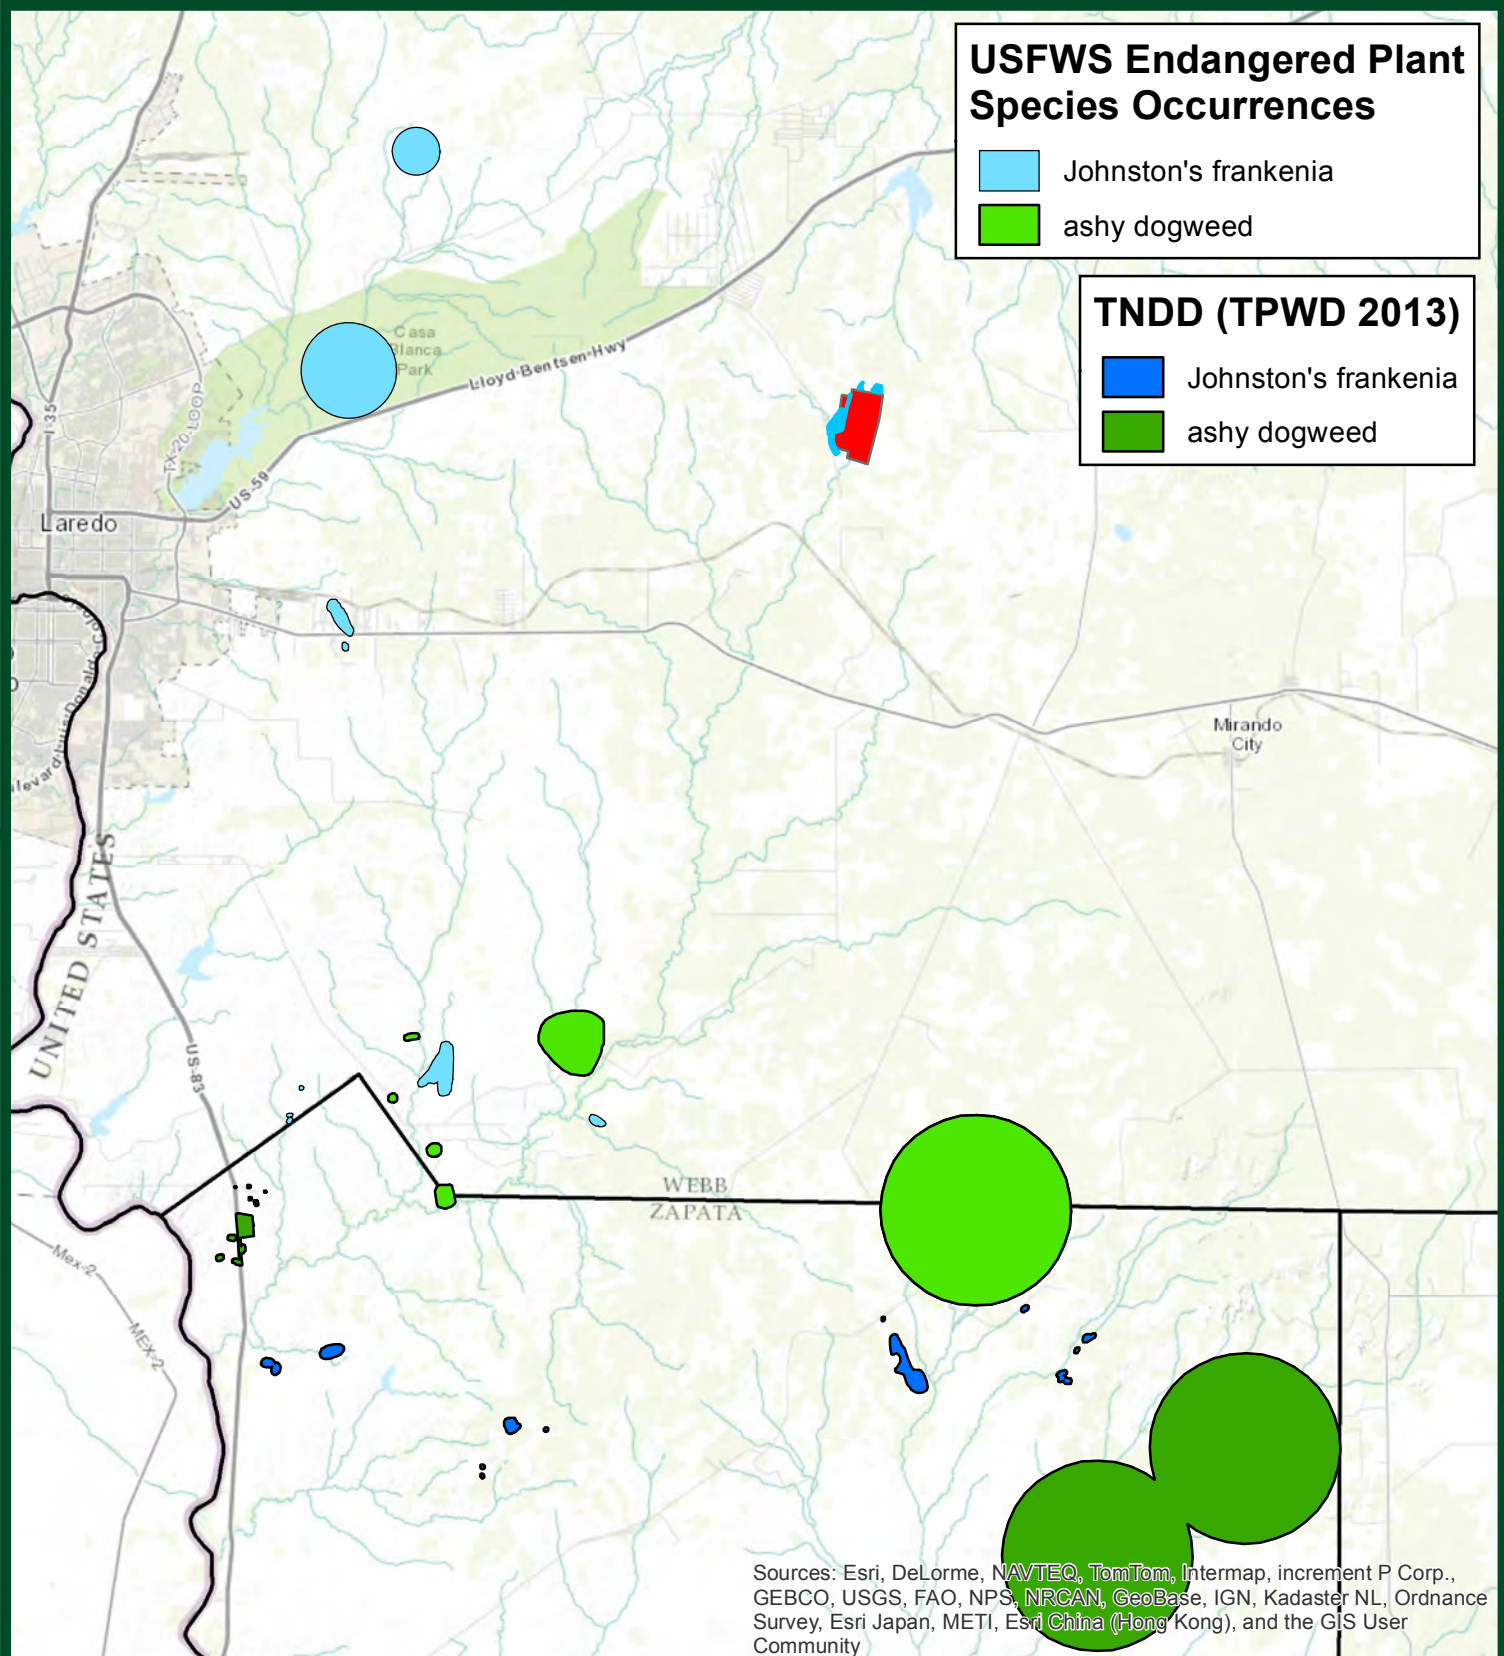 USFWS Endangered Plant
Species Occurrences
Johnston's frankenia
ashy dogweed
TNDD (TPWD 2013)
Johnston's frankenia
ashy dogweed
Casa
Blanca
Park
Lloyd-Bentsen-Hwy
I 35
TX-20-LOOP
US-59
Laredo
Mirando
City
UNITED STATES
US-83
WEBB
ZAPATA
Mex-2
MEX-2
Sources: Esri, DeLorme, NAVTEQ, TomTom, Intermap, increment P Corp.,
GEBCO, USGS, FAO, NPS, NRCAN, GeoBase, IGN, Kadaster NL, Ordnance
Survey, Esri Japan, METI, Esri China (Hong Kong), and the GIS User
Community